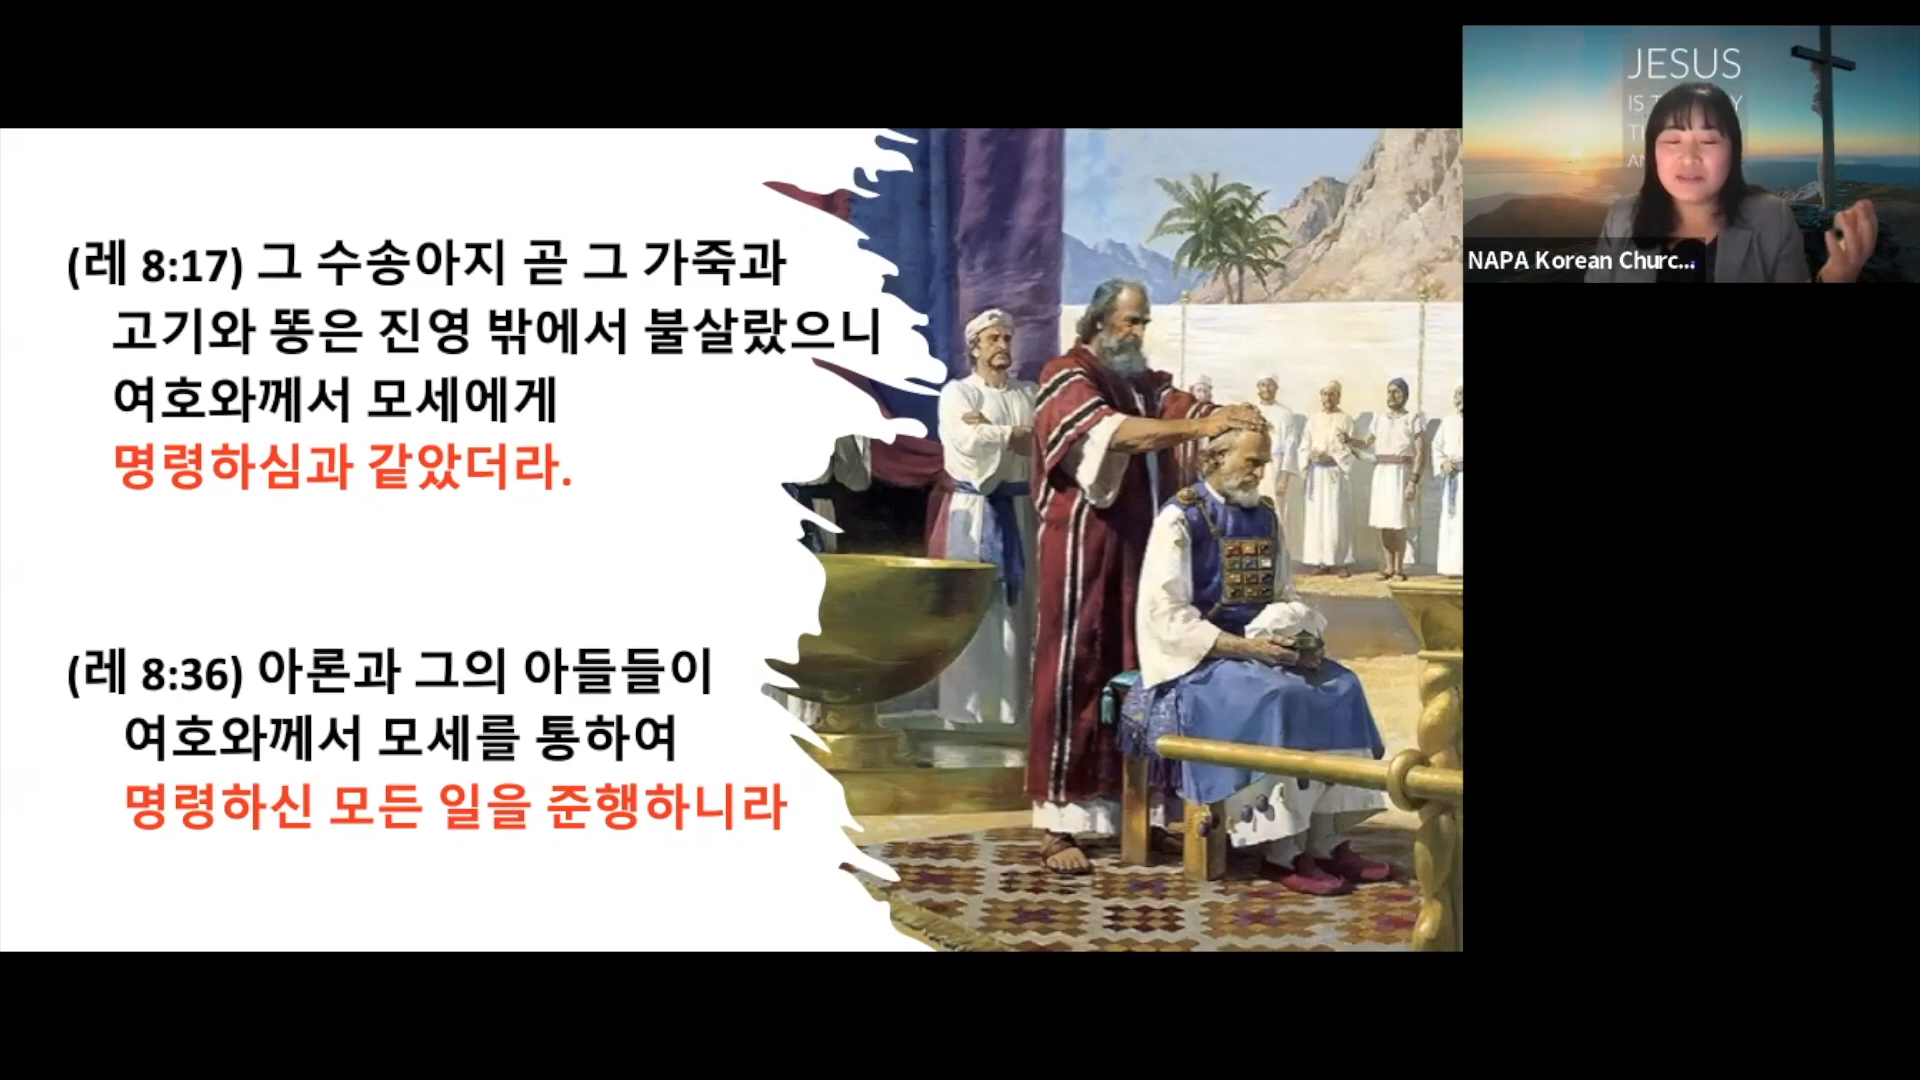 (레 8:17) 그 수송아지 곧 그 가죽과
고기와 똥은 진영 밖에서 불살랐으니
여호와께서 모세에게
명령하심과 같았더라.
(레 8:36) 아론과 그의 아들들이
여호와께서 모세를 통하여
명령하신 모든 일을 준행하니라
JESUS
IS
NAPA Korean Churc...